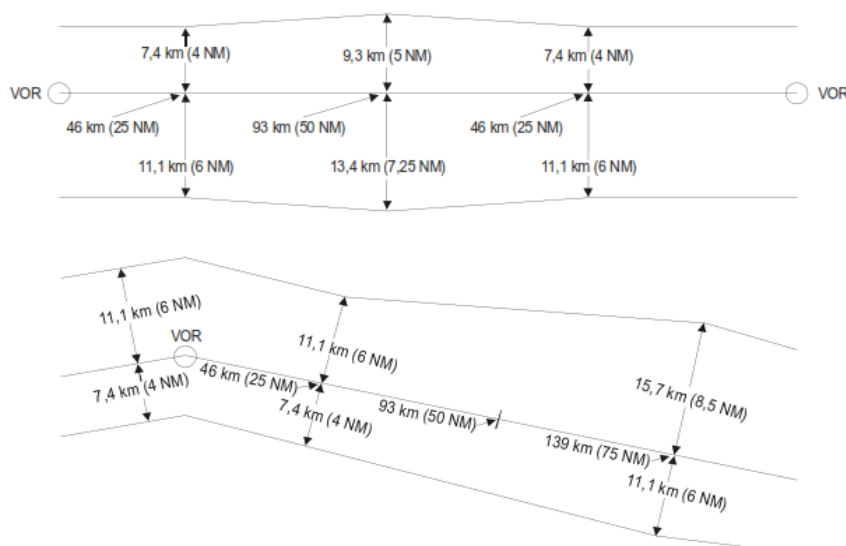 7,4 km (4 NM)
9,3 km (5 NM)
7,4 km (4 NM)
VOR
VOR
46 km (25 NM)
93 km (50 NM)
46 km (25 NM)
11,1 km (6 NM)
13,4 km (7,25 NM)
11,1 km (6 NM)
11,1 km (6 NM)
VOR
7,4 km (4 NM)
46 km (25 NM)
11,1 km (6 NM)
7,4 km (4 NM)
93 km (50 NM)
15,7 km (8,5 NM)
139 km (75 NM)
11,1 km (6 NM)